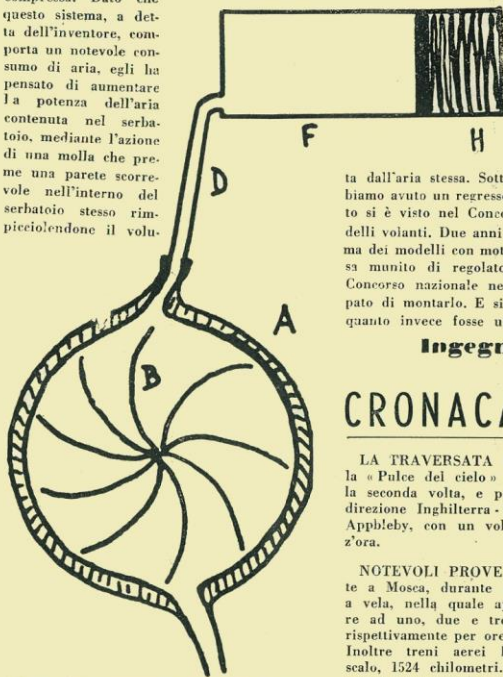 questo sistema, a det-
ta dell'inventore, com-
porta un notevole con-
sumo di aria, egli ha
pensato di aumentare
la potenza dell'aria
contenuta nel serba-
toio, mediante l'azione
di una molla che pre-
me una parete scorre-
vole nell'interno del
serbatoio stesso rim-
picciolendone il volu-
F
H
D
A
B
ta dall'aria stessa. Sott
biamo avuto un regresso
to si è visto nel Conco
delli volanti. Due anni
ma dei modelli con mot
sa munito di regolato
Concorso nazionale ne
pato di montarlo. E si
quanto invece fosse u
Ingegn
CRONACA
LA TRAVERSATA
la « Pulce del cielo »
la seconda volta, e p
direzione Inghilterra -
Appbleby, con un vol
z'ora.
NOTEVOLI PROVE
te a Mosca, durante
a vela, nella quale a
re ad uno, due e tre
rispettivamente per ore
Inoltre treni aerei
scalo, 1524 chilometri.